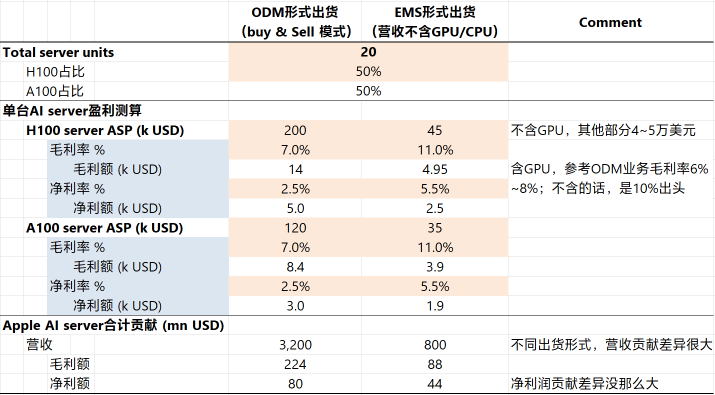 ODM形式出货 EMS形式出货 Comment
(buy & Sell 模式) (营收不含GPU/CPU)
Total server units 20
H100占比 50%
A100占比 50%
单台AI server盈利测算
H100 server ASP (k USD) 200 45 不含GPU，其他部分4~5万美元
毛利率 % 7.0% 11.0%
毛利额 (k USD) 14 4.95 含GPU，参考ODM业务毛利率6%
净利率 % 2.5% 5.5% ~8%；不含的话，是10%出头
净利额 (k USD) 5.0 2.5
A100 server ASP (k USD) 120 35
毛利率 % 7.0% 11.0%
毛利额 (k USD) 8.4 3.9
净利率 % 2.5% 5.5%
净利额 (k USD) 3.0 1.9
Apple AI server合计贡献 (mn USD)
营收 3,200 800 不同出货形式，营收贡献差异很大
毛利额 224 88
净利额 80 44 净利润贡献差异没那么大